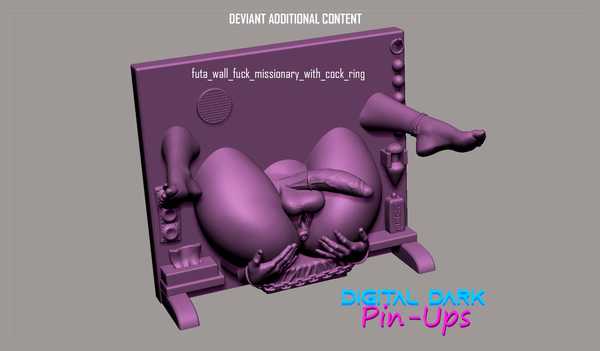 DEVIANT ADDITIONAL CONTENT
futa_wall_fuck_missionary_with_cock_ring
DIGITAL DARK
Pin-Ups